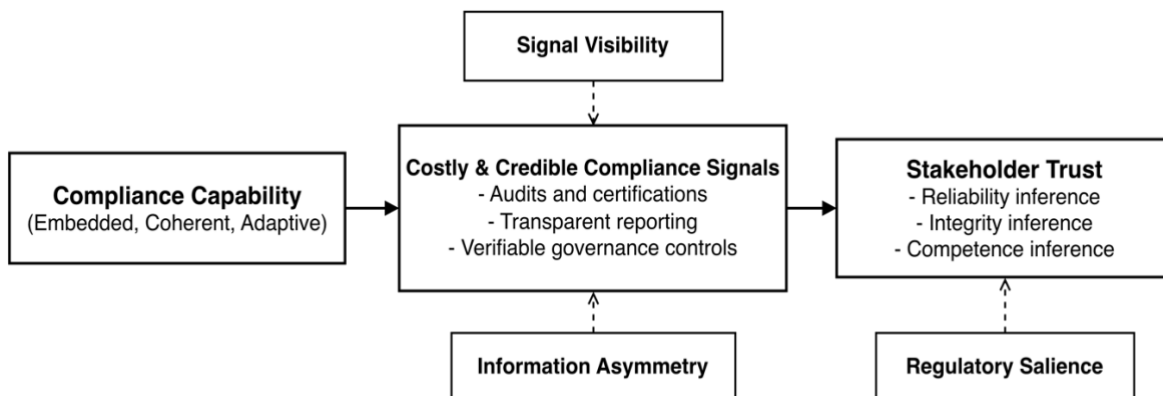 Signal Visibility
Compliance Capability
(Embedded, Coherent, Adaptive)
Costly & Credible Compliance Signals
- Audits and certifications
- Transparent reporting
- Verifiable governance controls
Stakeholder Trust
- Reliability inference
- Integrity inference
- Competence inference
Information Asymmetry
Regulatory Salience